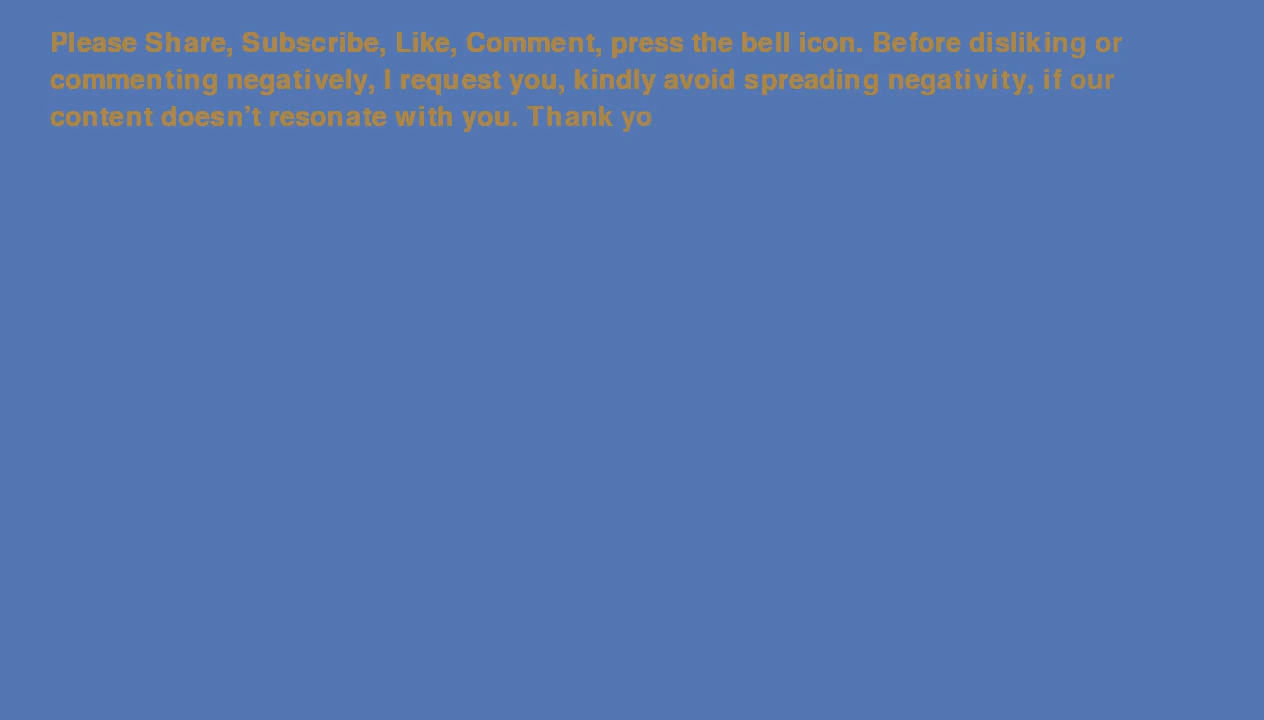 Please Share, Subscribe, Like, Comment, press the bell icon. Before disliking or
commenting negatively, I request you, kindly avoid spreading negativity, if our
content doesn’t resonate with you. Thank yo